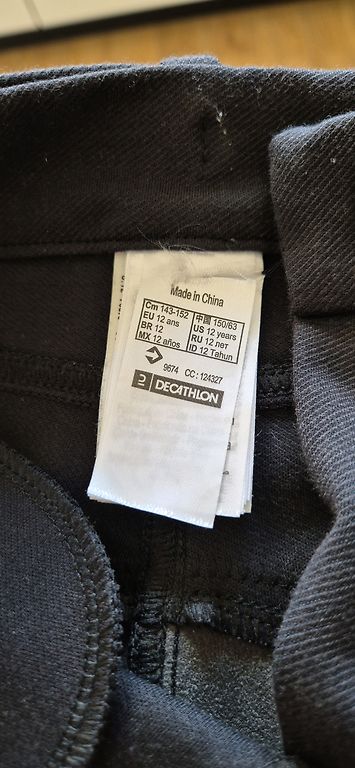 Made in China
Cm 143-152 中国 150/63
EU 12 ans US 12 years
BR 12 RU 12 лет
MX 12 años ID 12 Tahun
9674 CC : 124327
DECATHLON